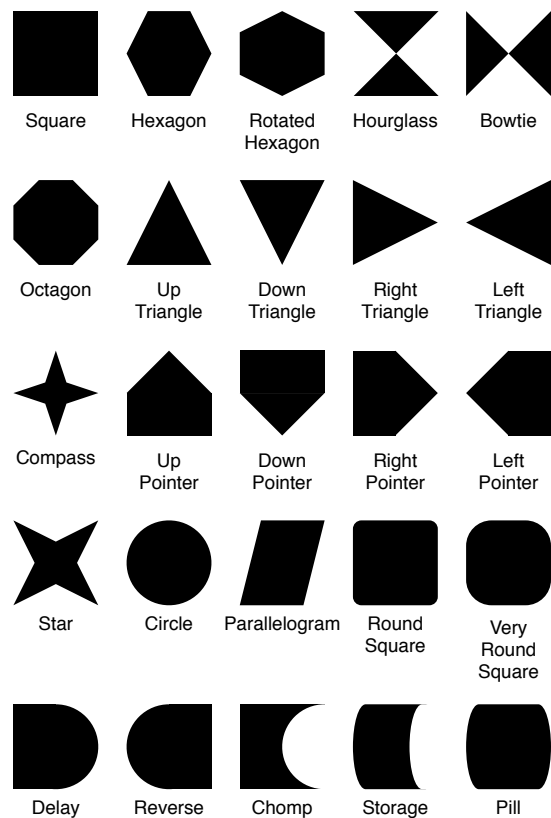 Square
Hexagon
Rotated
Hexagon
Hourglass
Bowtie
Octagon
Up
Triangle
Down
Triangle
Right
Triangle
Left
Triangle
Compass
Up
Pointer
Down
Pointer
Right
Pointer
Left
Pointer
Star
Circle
Parallelogram
Round
Square
Very
Round
Square
Delay
Reverse
Chomp
Storage
Pill